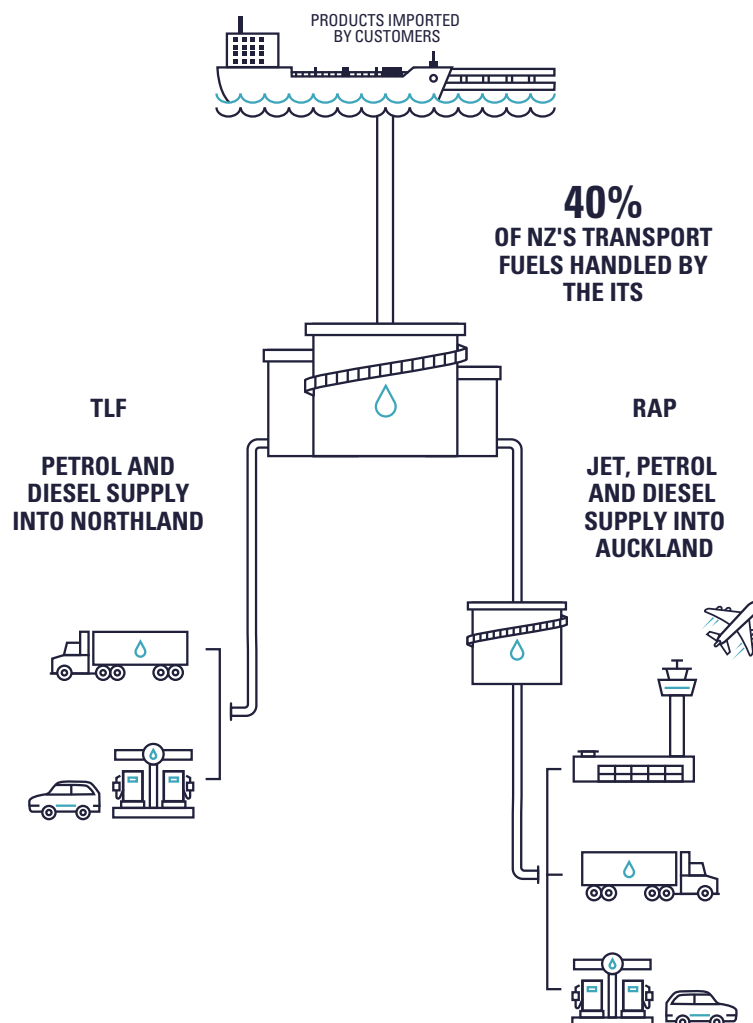 PRODUCTS IMPORTED
BY CUSTOMERS
40%
OF NZ'S TRANSPORT
FUELS HANDLED BY
THE ITS
TLF
PETROL AND
DIESEL SUPPLY
INTO NORTHLAND
RAP
JET, PETROL
AND DIESEL
SUPPLY INTO
AUCKLAND